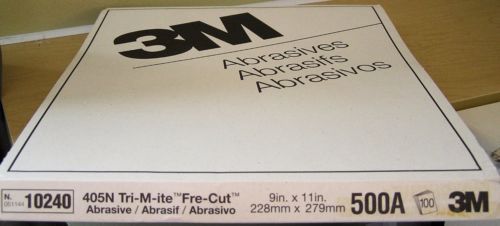 3M
Abrasives
Abrasifs
Abrasivos
N.
051144
10240
405N Tri-M-ite™ Fre-Cut™
Abrasive / Abrasif / Abrasivo
9in. x 11in.
228mm x 279mm
500A
100
3M